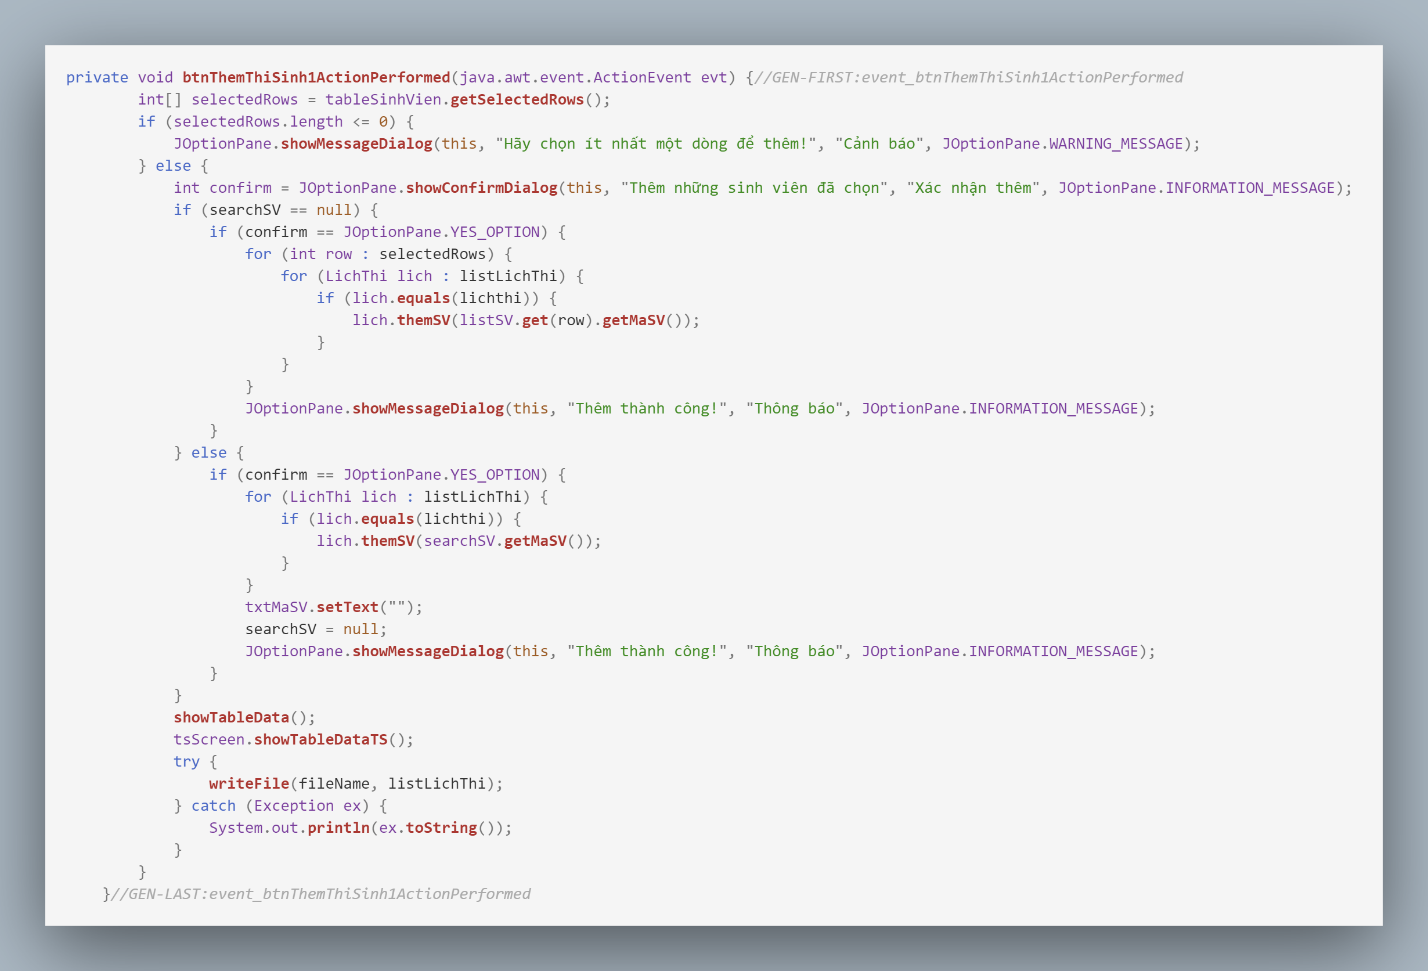 private void btnThemThiSinh1ActionPerformed(java.awt.event.ActionEvent evt) {//GEN-FIRST:event_btnThemThiSinh1ActionPerformed
        int[] selectedRows = tableSinhVien.getSelectedRows();
        if (selectedRows.length <= 0) {
            JOptionPane.showMessageDialog(this, "Hãy chọn ít nhất một dòng để thêm!", "Cảnh báo", JOptionPane.WARNING_MESSAGE);
        } else {
            int confirm = JOptionPane.showConfirmDialog(this, "Thêm những sinh viên đã chọn", "Xác nhận thêm", JOptionPane.INFORMATION_MESSAGE);
            if (searchSV == null) {
                if (confirm == JOptionPane.YES_OPTION) {
                    for (int row : selectedRows) {
                        for (LichThi lich : listLichThi) {
                            if (lich.equals(lichthi)) {
                                lich.themSV(listSV.get(row).getMaSV());
                            }
                        }
                    }
                    JOptionPane.showMessageDialog(this, "Thêm thành công!", "Thông báo", JOptionPane.INFORMATION_MESSAGE);
                }
            } else {
                if (confirm == JOptionPane.YES_OPTION) {
                    for (LichThi lich : listLichThi) {
                        if (lich.equals(lichthi)) {
                            lich.themSV(searchSV.getMaSV());
                        }
                    }
                    txtMaSV.setText("");
                    searchSV = null;
                    JOptionPane.showMessageDialog(this, "Thêm thành công!", "Thông báo", JOptionPane.INFORMATION_MESSAGE);
                }
            }
            showTableData();
            tsScreen.showTableDataTS();
            try {
                writeFile(fileName, listLichThi);
            } catch (Exception ex) {
                System.out.println(ex.toString());
            }
        }
    }//GEN-LAST:event_btnThemThiSinh1ActionPerformed